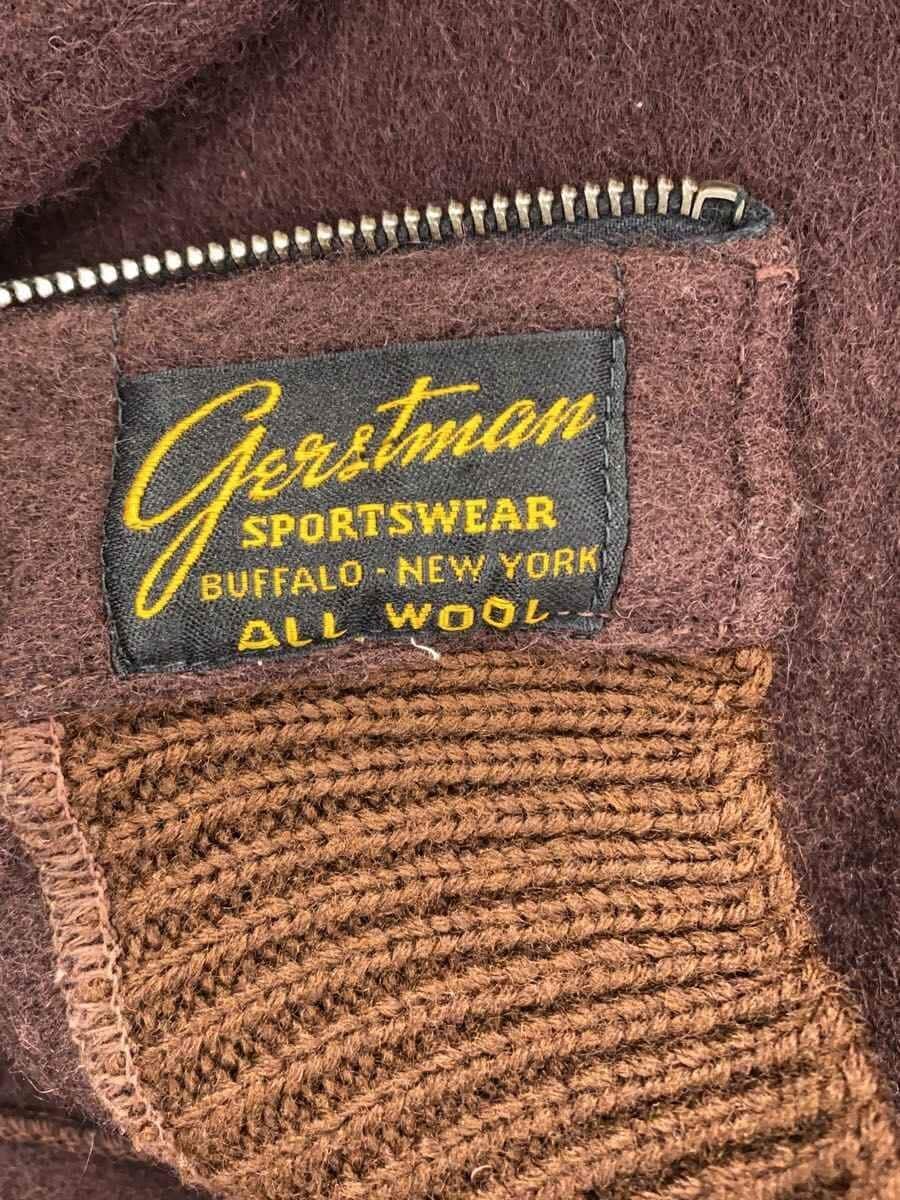 Gerstman
SPORTSWEAR
BUFFALO - NEW YORK
ALL WOOL